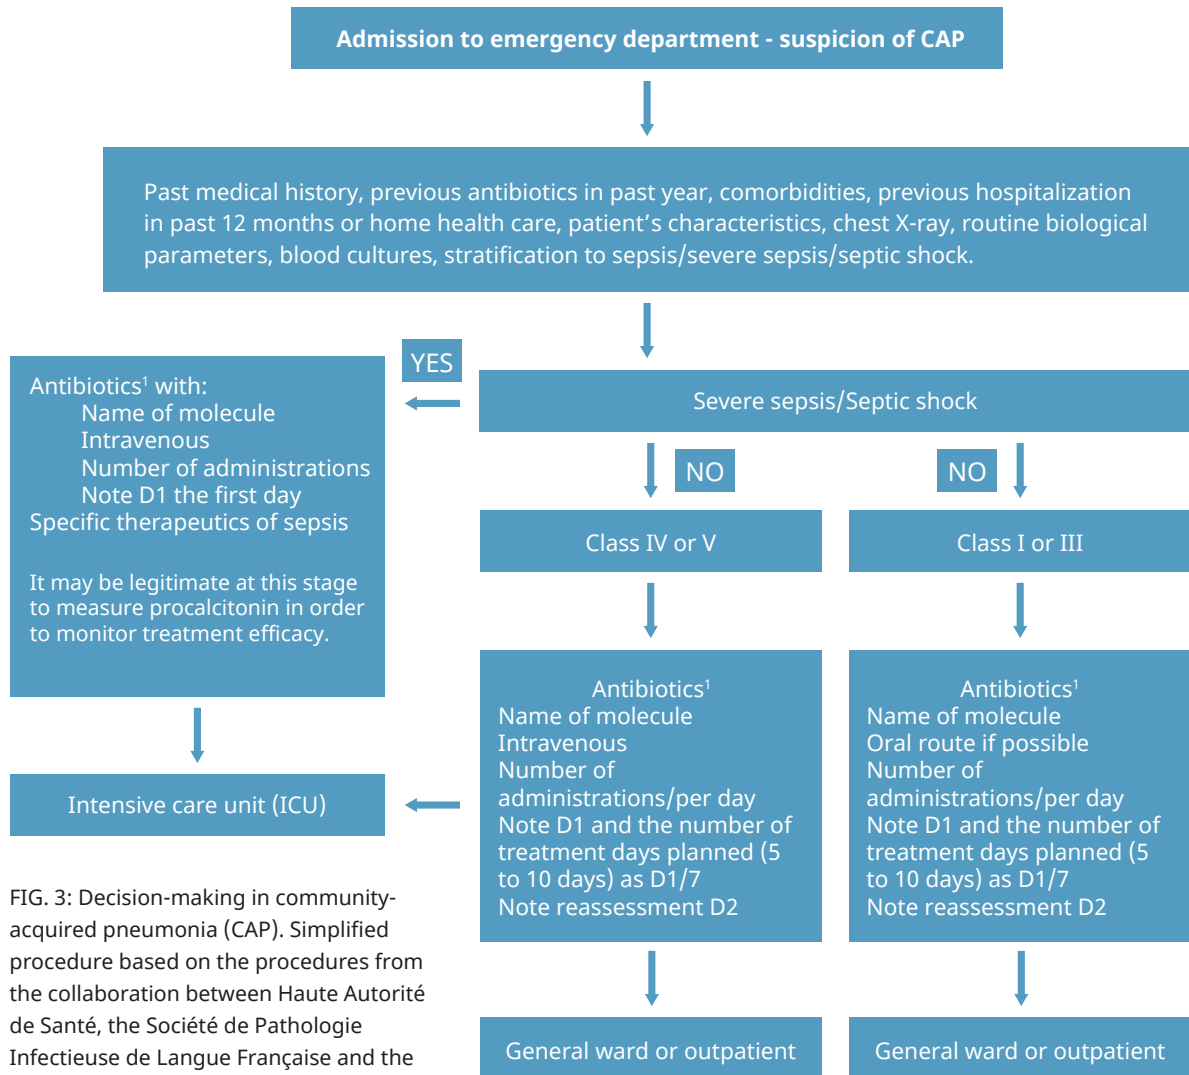 Admission to emergency department - suspicion of CAP
Past medical history, previous antibiotics in past year, comorbidities, previous hospitalization
in past 12 months or home health care, patient's characteristics, chest X-ray, routine biological
parameters, blood cultures, stratification to sepsis/severe sepsis/septic shock.
YES
Severe sepsis/Septic shock
Antibiotics¹ with:
Name of molecule
Intravenous
Number of administrations
Note D1 the first day
Specific therapeutics of sepsis
It may be legitimate at this stage
to measure procalcitonin in order
to monitor treatment efficacy.
NO
NO
Class IV or V
Class I or III
Antibiotics¹
Name of molecule
Intravenous
Number of
administrations/per day
Note D1 and the number of
treatment days planned (5
to 10 days) as D1/7
Note reassessment D2
Antibiotics¹
Name of molecule
Oral route if possible
Number of
administrations/per day
Note D1 and the number of
treatment days planned (5
to 10 days) as D1/7
Note reassessment D2
Intensive care unit (ICU)
General ward or outpatient
General ward or outpatient
FIG. 3: Decision-making in community-
acquired pneumonia (CAP). Simplified
procedure based on the procedures from
the collaboration between Haute Autorité
de Santé, the Société de Pathologie
Infectieuse de Langue Française and the